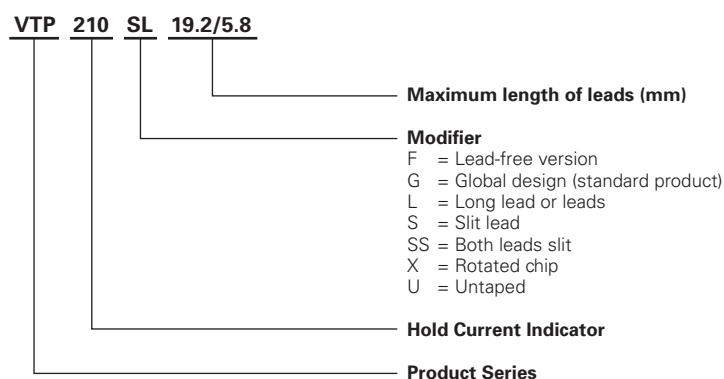 VTP 210 SL 19.2/5.8
Maximum length of leads (mm)
Modifier
F = Lead-free version
G = Global design (standard product)
L = Long lead or leads
S = Slit lead
SS = Both leads slit
X = Rotated chip
U = Untaped
Hold Current Indicator
Product Series